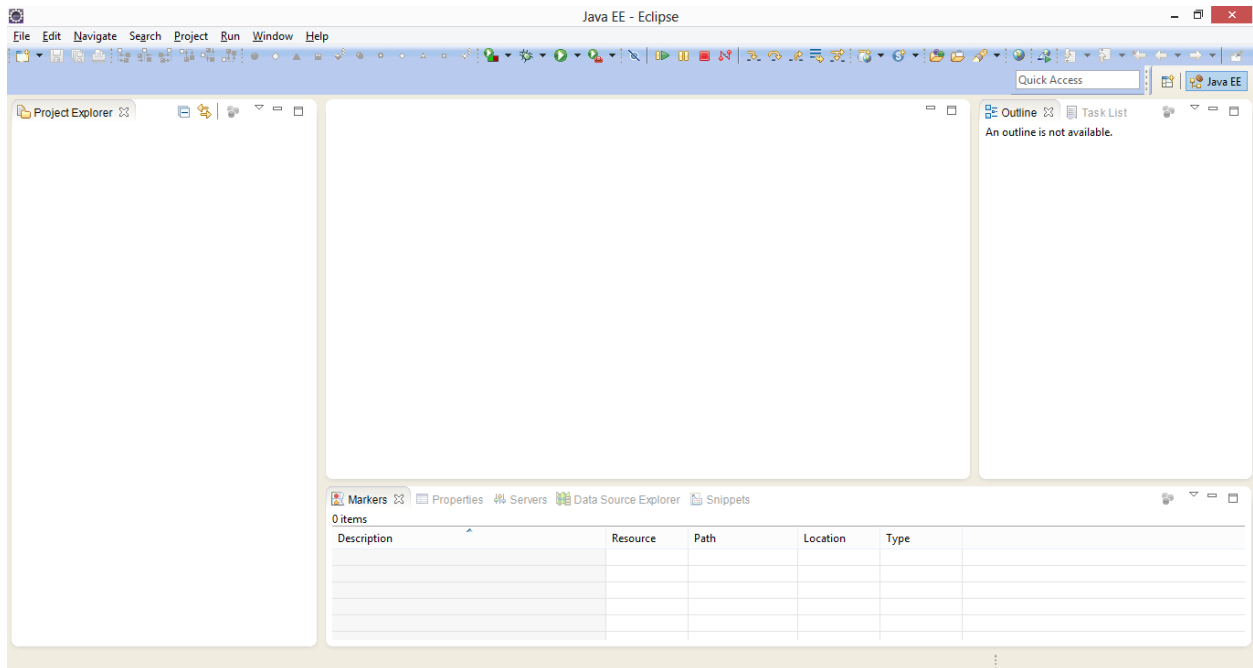 Java EE - Eclipse
File Edit Navigate Search Project Run Window Help
Quick Access
Java EE
Project Explorer
Outline Task List
An outline is not available.
Markers Properties Servers Data Source Explorer Snippets
0 items
Description Resource Path Location Type